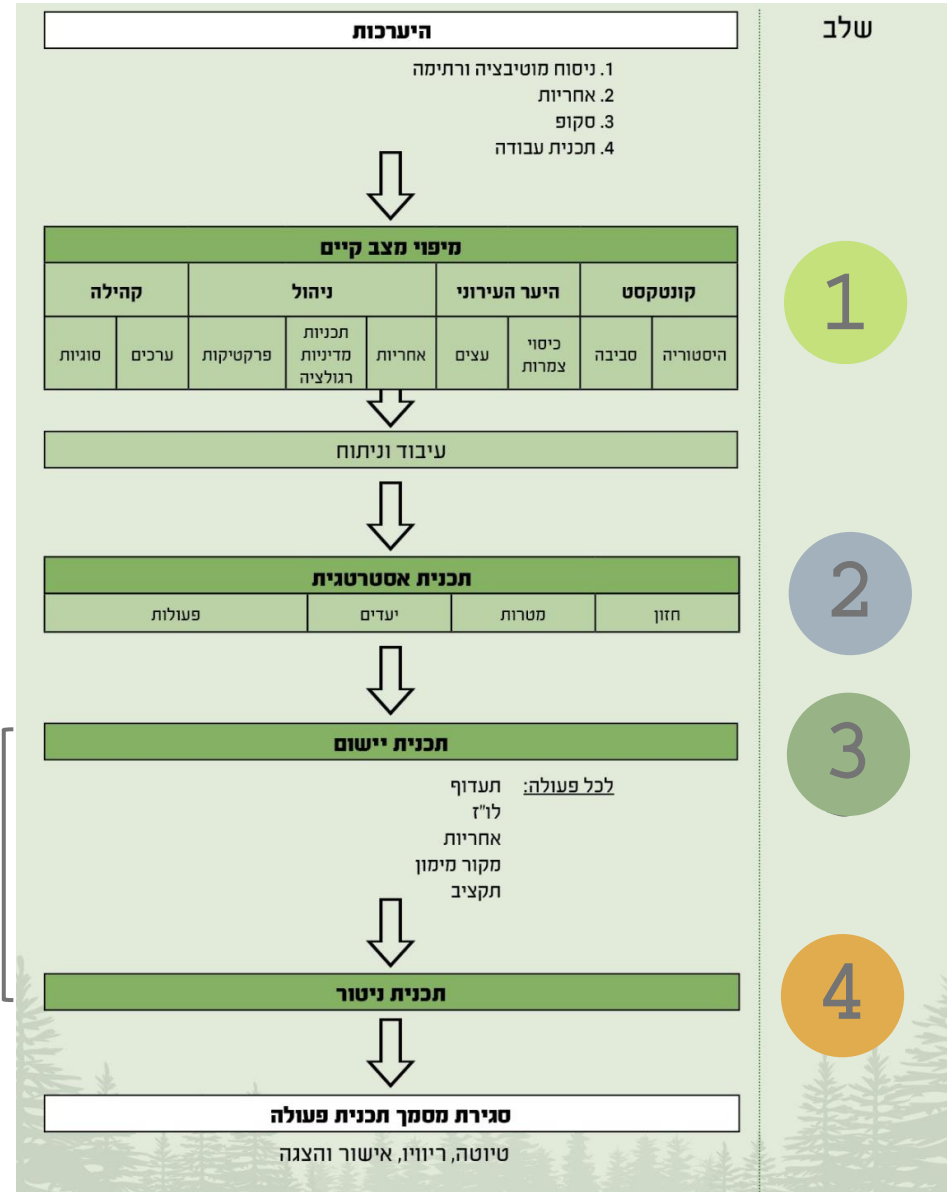 שלב
היערכות
1. ניסוח מוטיבציה ורתימה
2. אחריות
3. סקופ
4. תכנית עבודה
1
מיפוי מצב קיים
קונטקסט
היער העירוני
ניהול
קהילה
היסטוריה
סביבה
כיסוי
צמרות
עצים
אחריות
תכניות
מדיניות
רגולציה
פרקטיקות
ערכים
סוגיות
עיבוד וניתוח
2
תכנית אסטרטגית
חזון
מטרות
יעדים
פעולות
3
תכנית יישום
לכל פעולה: תעדוף
לו"ז
אחריות
מקור מימון
תקציב
4
תכנית ניטור
סגירת מסמך תכנית פעולה
טיוטה, ריוויו, אישור והצגה